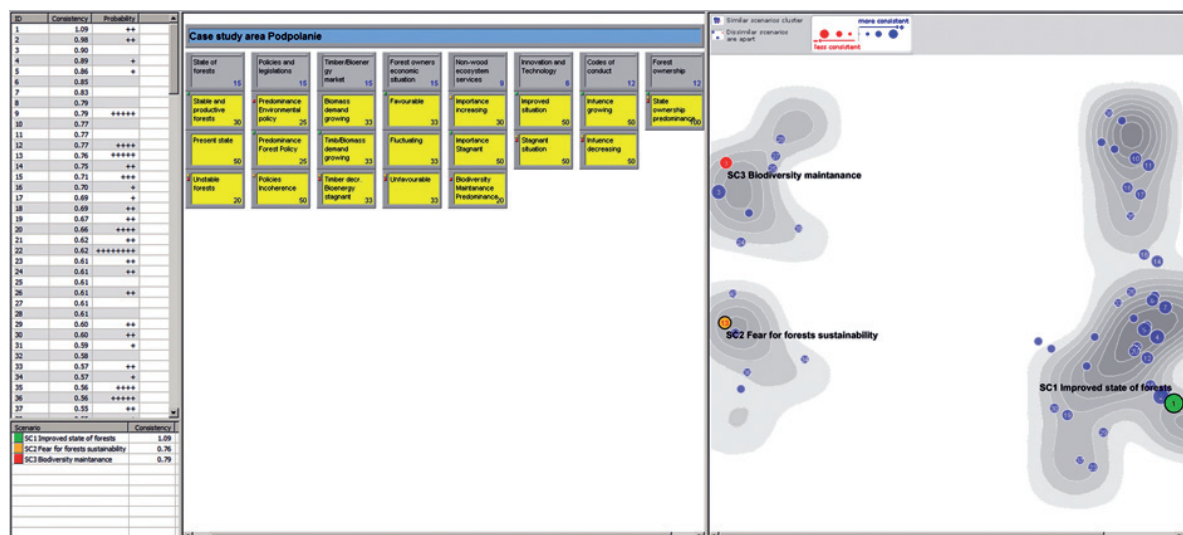 ID Consistency Probability
1 1.09 ++
2 0.98 ++
3 0.90
4 0.89 +
5 0.86 +
6 0.85
7 0.83
8 0.79
9 0.79 +++++
10 0.77
11 0.77
12 0.77 ++++
13 0.76 +++++
14 0.75 ++
15 0.71 +++
16 0.70 +
17 0.69 +
18 0.69 ++
19 0.67 ++
20 0.66 ++++
21 0.62 ++
22 0.62 ++++++++
23 0.61 ++
24 0.61 ++
25 0.61
26 0.61 ++
27 0.61
28 0.61
29 0.60 ++
30 0.60 ++
31 0.59 +
32 0.58
33 0.57 ++
34 0.57 +
35 0.56 ++++
36 0.56 +++++
37 0.55 ++
Scenario Consistency
SC1 Improved state of forests 1.09
SC2 Fear for forests sustainability 0.76
SC3 Biodiversity maintanance 0.79
Case study area Podpolanie
State of
forests
15
Policies and
legislations
15
Timber/Bioener
gy
market
15
Forest owners
economic
situation
15
Non-wood
ecosystem
services
9
Innovation and
Technology
6
Codes of
conduct
12
Forest
ownership
12
Stable and
productive
forests
30
Predominance
Environmental
policy
25
Biomass
demand
growing
33
Favourable
33
Importance
increasing
30
Improved
situation
50
Intuence
growing
50
State
ownership
predominance
100
Present state
50
Predominance
Forest Policy
25
Timb/Biomass
demand
growing
33
Fluctuating
33
Importance
Stagnant
50
Stagnant
situation
50
Infuence
decreasing
50
Unstable
forests
20
Policies
Incoherence
50
Timber decr.
Bioenergy
stagnant
33
Unfavourable
33
Biodiversity
Maintanance
Predominance
20
Similar scenarios cluster
Dissimilar scenarios
are apart
more consistent
less consistent
SC3 Biodiversity maintanance
SC2 Fear for forests sustainability
SC1 Improved state of forests